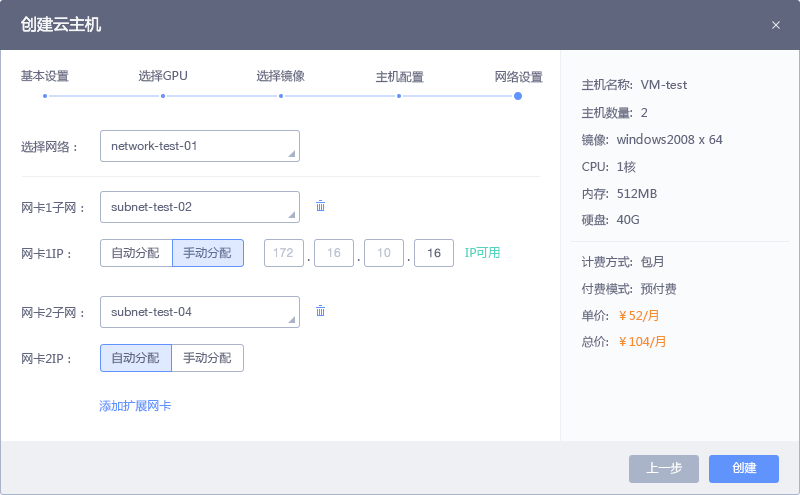 创建云主机
×
基本设置 选择GPU 选择镜像 主机配置 网络设置
选择网络： network-test-01
网卡1子网： subnet-test-02
网卡1IP： 自动分配 手动分配 172 . 16 . 10 . 16 IP可用
网卡2子网： subnet-test-04
网卡2IP： 自动分配 手动分配
添加扩展网卡
主机名称: VM-test
主机数量: 2
镜像: windows2008 x 64
CPU: 1核
内存: 512MB
硬盘: 40G
计费方式: 包月
付费模式: 预付费
单价: ￥52/月
总价: ￥104/月
上一步 创建